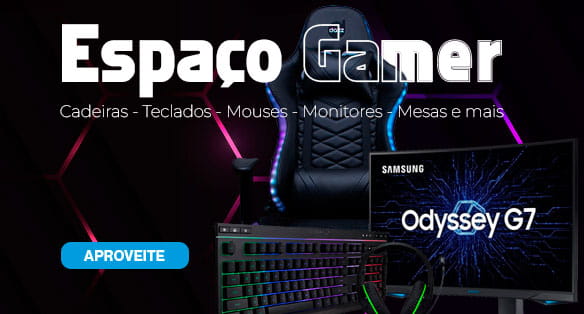 Espaço Gamer
Cadeiras - Teclados - Mouses - Monitores - Mesas e mais
SAMSUNG
Odyssey G7
APROVEITE